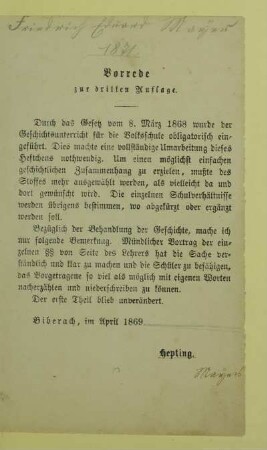 Friedrich Eduard Mayer
1871
Vorrede
zur dritten Auflage.
Durch das Gesetz vom 8. März 1868 wurde der
Geschichtsunterricht für die Volksschule obligatorisch ein-
geführt. Dies machte eine vollständige Umarbeitung dieses
Heftchens nothwendig. Um einen möglichst einfachen
geschichtlichen Zusammenhang zu erzielen, mußte des
Stoffes mehr ausgewählt werden, als vielleicht da und
dort gewünscht wird. Die einzelnen Schulverhältnisse
werden übrigens bestimmen, wo abgekürzt oder ergänzt
werden soll.
Bezüglich der Behandlung der Geschichte, mache ich
nur folgende Bemerkung. Mündlicher Vortrag der ein-
zelnen §§ von Seite des Lehrers hat die Sache ver-
ständlich und klar zu machen und die Schüler zu befähigen,
das Vorgetragene so viel als möglich mit eigenen Worten
nacherzählen und niederschreiben zu können.
Der erste Theil blieb unverändert.
Biberach, im April 1869
Hepting.
Mayer